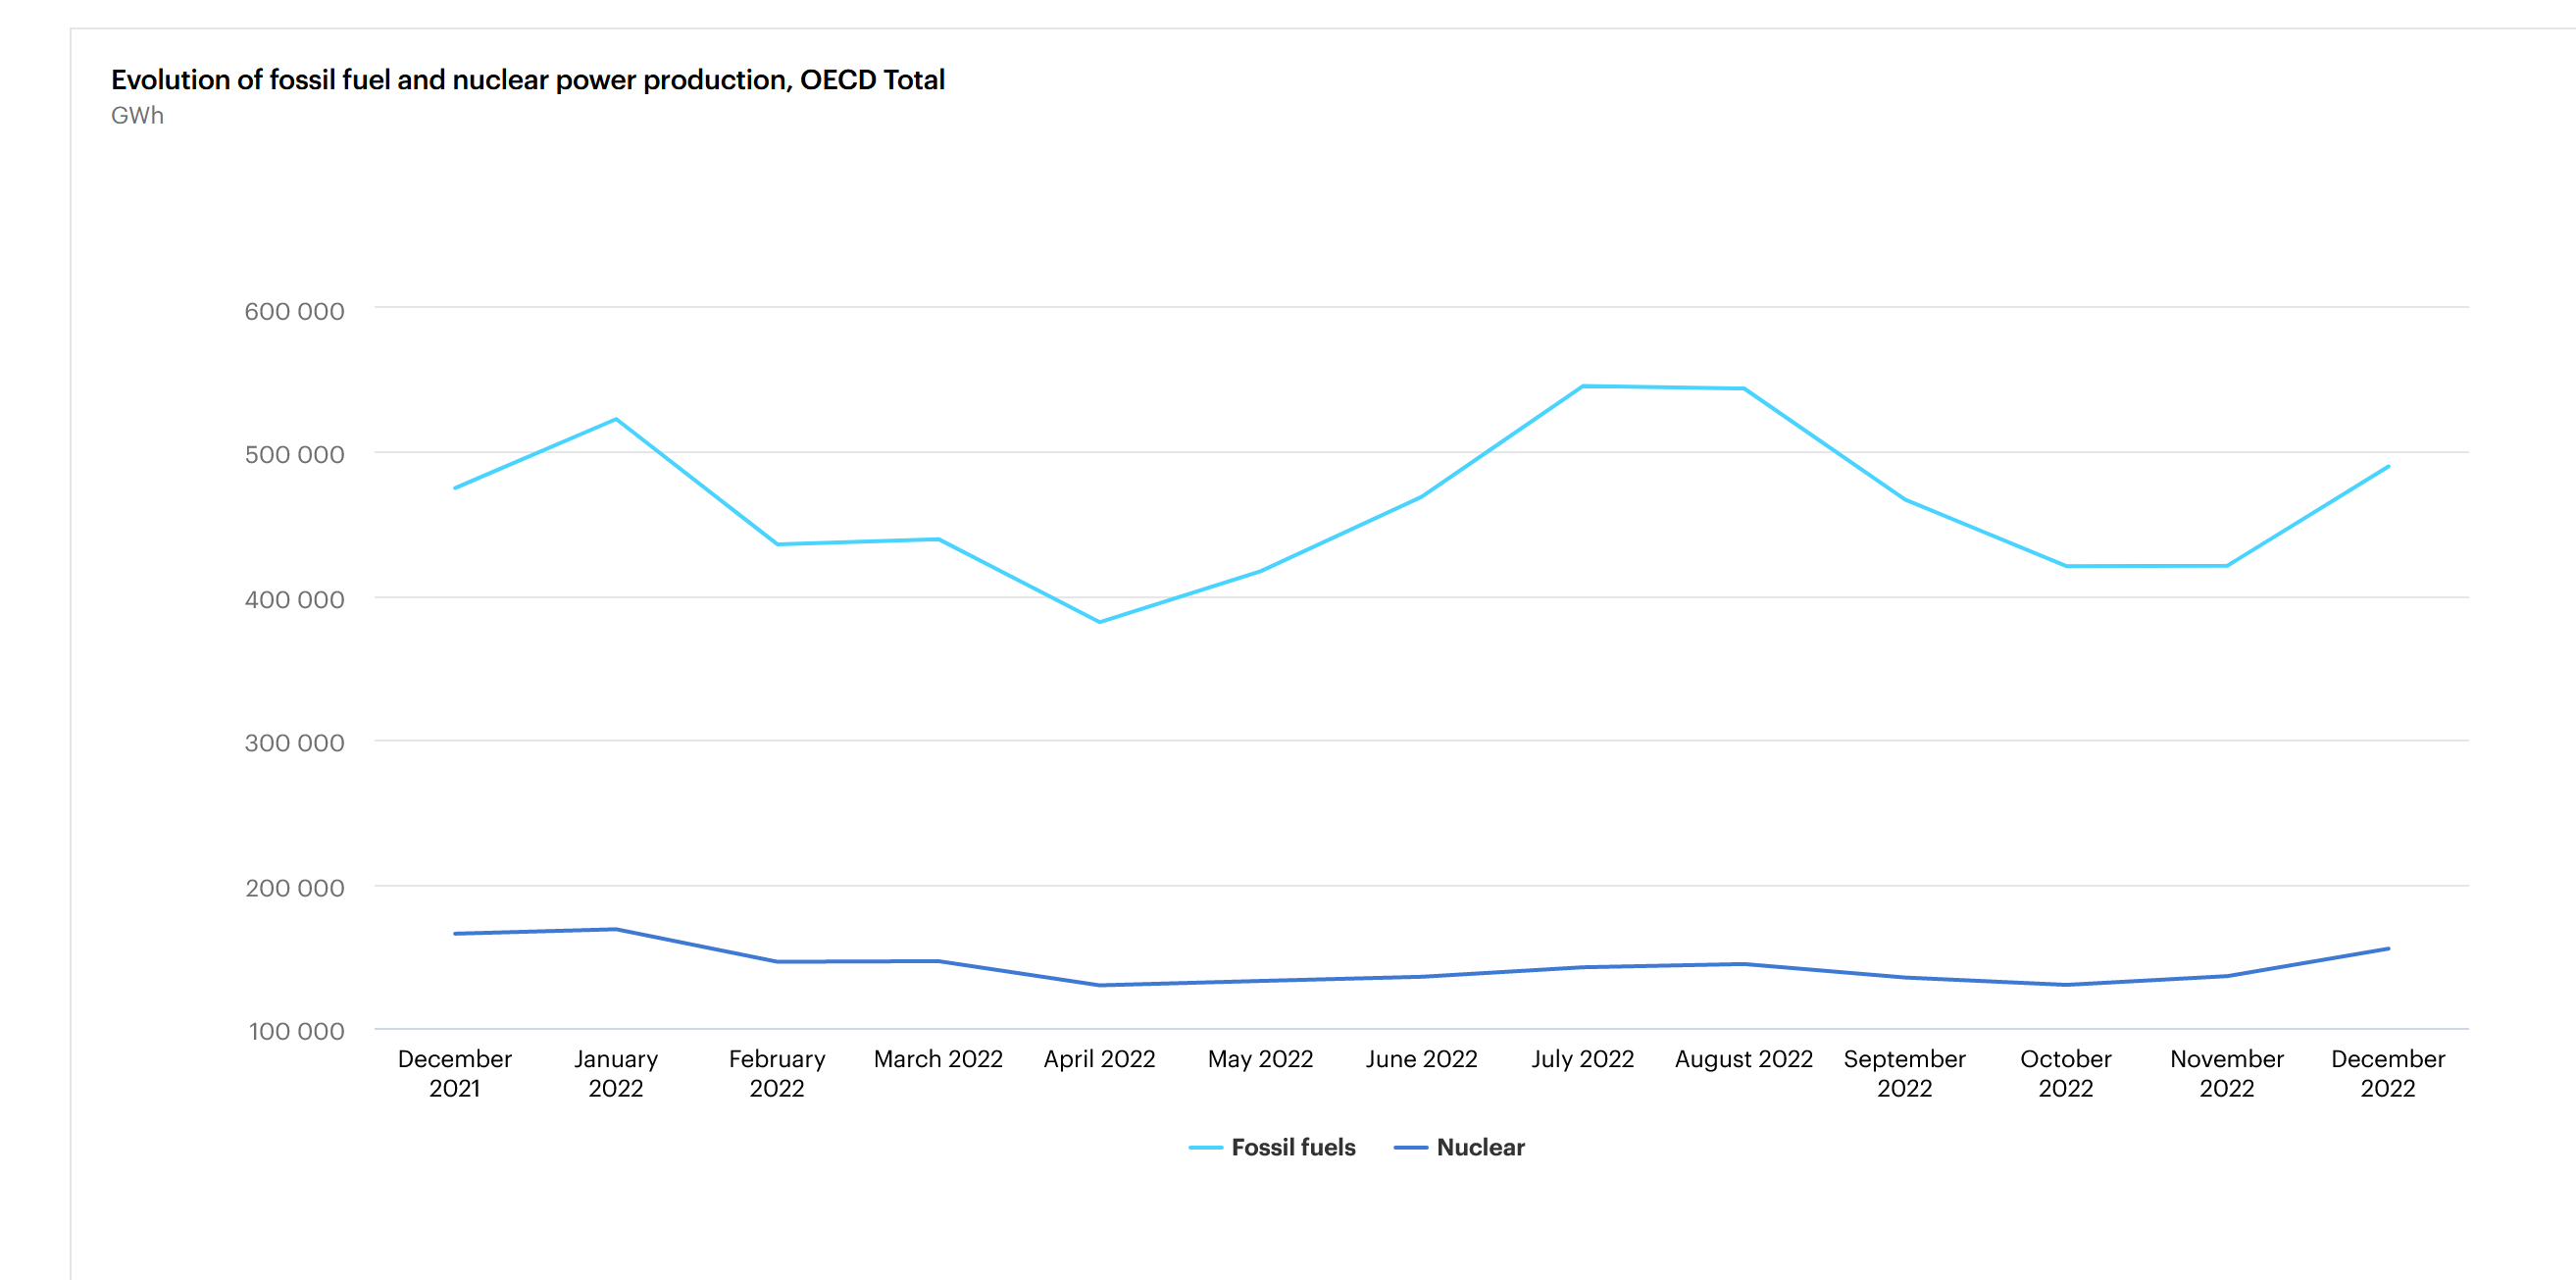 Evolution of fossil fuel and nuclear power production, OECD Total
GWh
600 000
500 000
400 000
300 000
200 000
100 000
December 2021
January 2022
February 2022
March 2022
April 2022
May 2022
June 2022
July 2022
August 2022
September 2022
October 2022
November 2022
December 2022
Fossil fuels
Nuclear